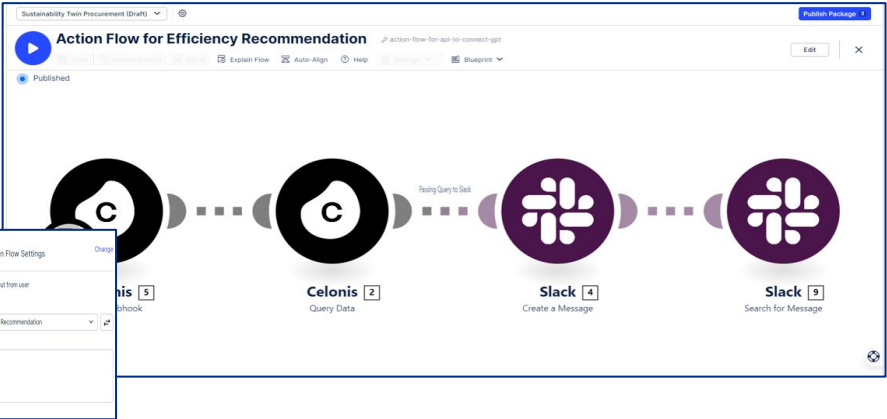 Sustainability Twin Procurement (Draft)
Publish Package 3
Action Flow for Efficiency Recommendation
action-flow-for-api-to-connect-gpt
Edit
Explain Flow
Auto-Align
Help
Blueprint
Published
C
C
Passing Query to Slack
n Flow Settings
Change
ut from user
Recommendation
nis 5
bhook
Celonis 2
Query Data
Slack 4
Create a Message
Slack 9
Search for Message